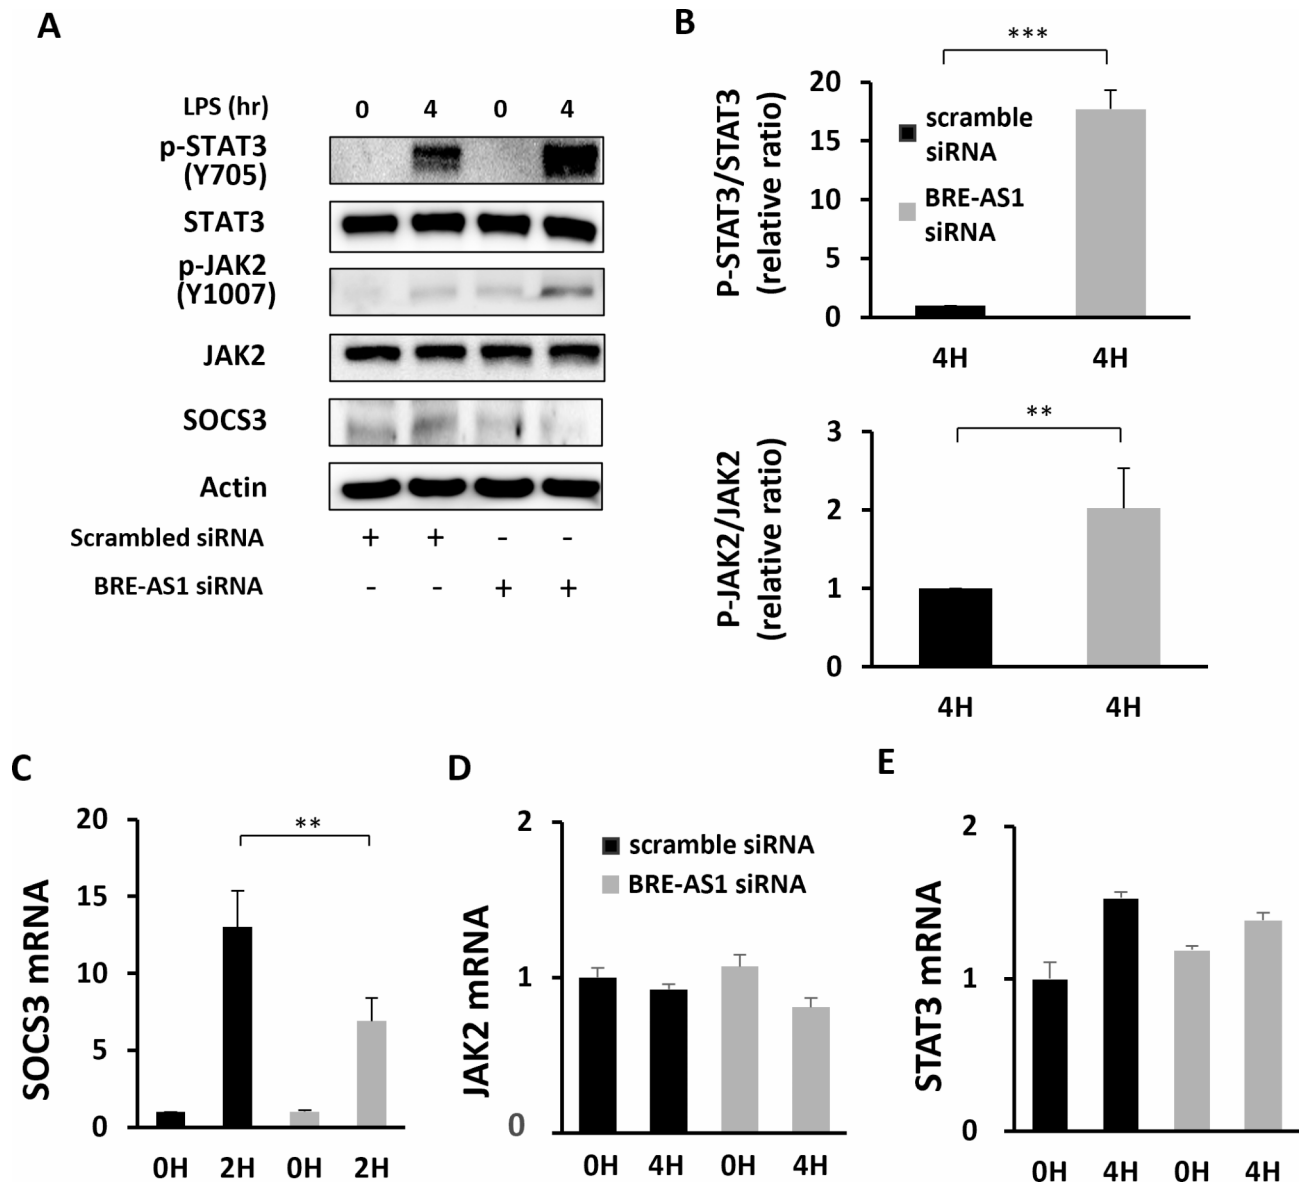 A
LPS (hr) 0 4 0 4
p-STAT3
(Y705)
STAT3
p-JAK2
(Y1007)
JAK2
SOCS3
Actin
Scrambled siRNA + + - -
BRE-AS1 siRNA - - + +
B
***
P-STAT3/STAT3
(relative ratio)
20
15
10
5
0
scramble
siRNA
BRE-AS1
siRNA
4H 4H
**
P-JAK2/JAK2
(relative ratio)
3
2
1
0
4H 4H
C
**
SOCS3 mRNA
20
15
10
5
0
0H 2H 0H 2H
D
JAK2 mRNA
2
1
0
scramble siRNA
BRE-AS1 siRNA
0H 4H 0H 4H
E
STAT3 mRNA
2
1
0
0H 4H 0H 4H